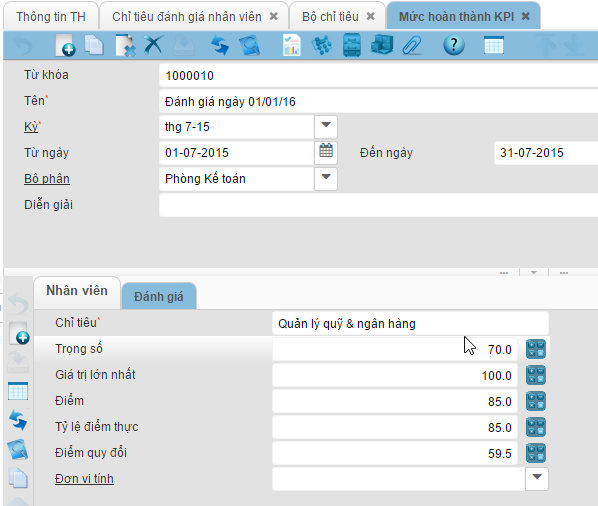 Thông tin TH Chỉ tiêu đánh giá nhân viên Bộ chỉ tiêu Mức hoàn thành KPI
Từ khóa 1000010
Tên* Đánh giá ngày 01/01/16
Kỳ* thg 7-15
Từ ngày 01-07-2015 Đến ngày 31-07-2015
Bô phân Phòng Kế toán
Diễn giải
Nhân viên Đánh giá
Chỉ tiêu* Quản lý quỹ & ngân hàng
Trọng số 70.0
Giá trị lớn nhất 100.0
Điểm 85.0
Tỷ lệ điểm thực 85.0
Điểm quy đổi 59.5
Đơn vi tính